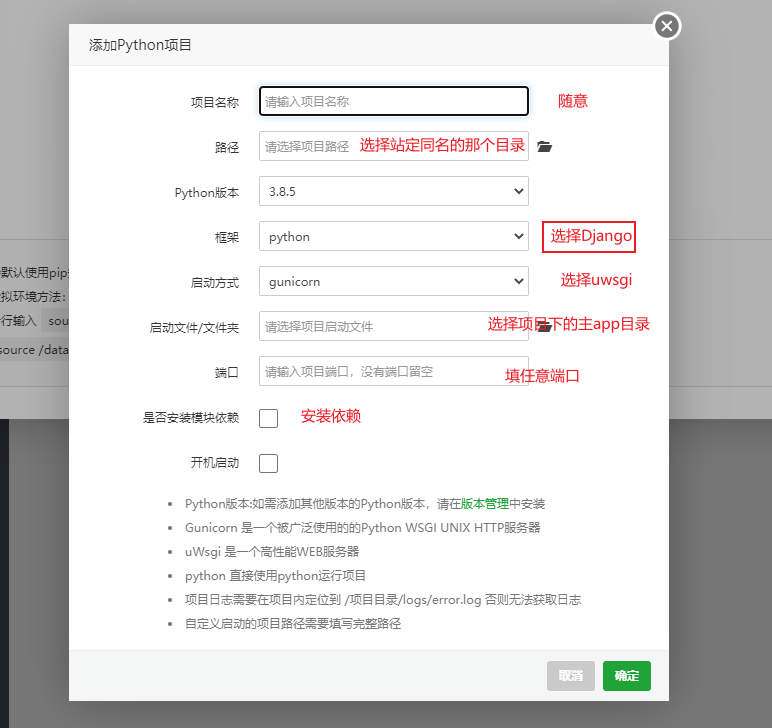 添加Python项目
项目名称 请输入项目名称 随意
路径 请选择项目路径 选择站定同名的那个目录
Python版本 3.8.5
框架 python 选择Django
默认使用pip
启动方式 gunicorn 选择uwsgi
拟环境方法：
行输入 sou
启动文件/文件夹 请选择项目启动文件 选择项目下的主app目录
source /data
端口 请输入项目端口，没有端口留空 填任意端口
是否安装模块依赖 安装依赖
开机启动
• Python版本:如需添加其他版本的Python版本，请在版本管理中安装
• Gunicorn 是一个被广泛使用的的Python WSGI UNIX HTTP服务器
• uWsgi 是一个高性能WEB服务器
• python 直接使用python运行项目
• 项目日志需要在项目内定位到 /项目目录/logs/error.log 否则无法获取日志
• 自定义启动的项目路径需要填写完整路径
取消 确定